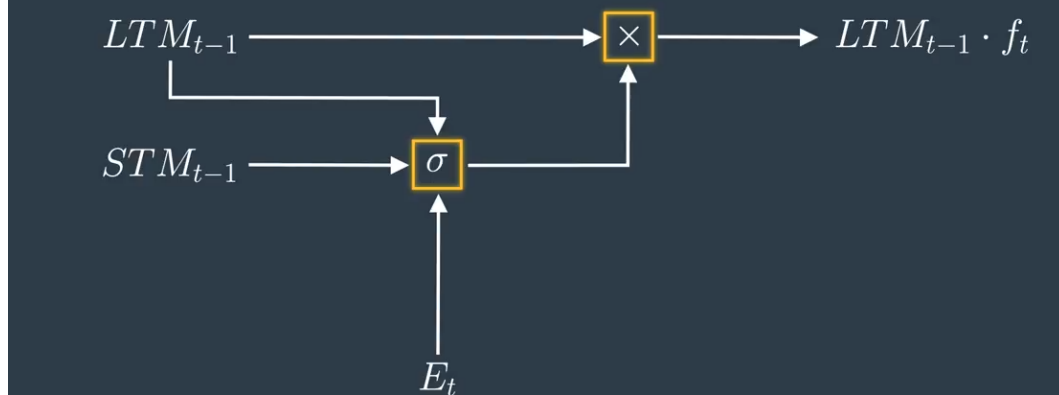 LTM_{t-1} × LTM_{t-1} · f_t
STM_{t-1} σ
E_t